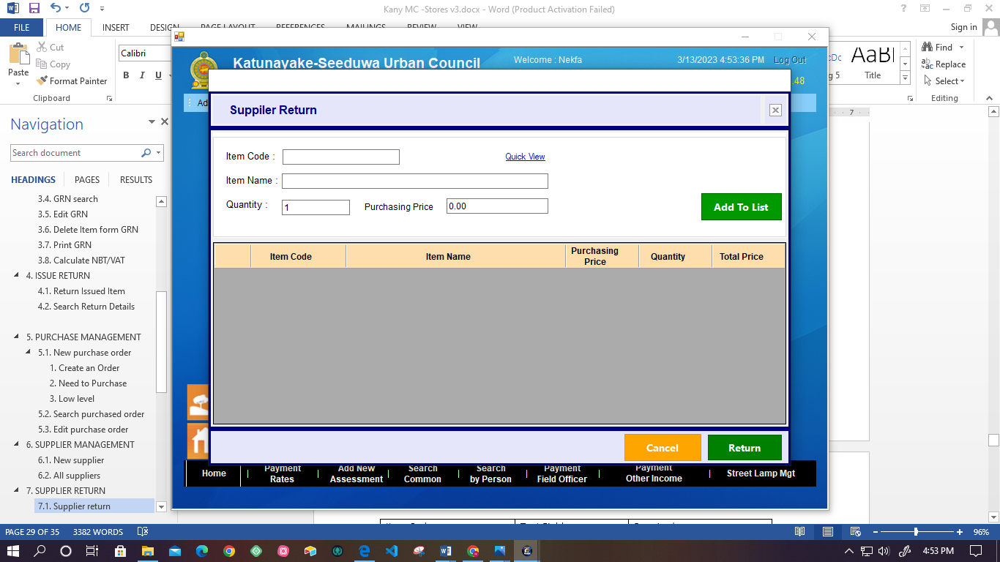 Kany MC -Stores v3.docx - Word (Product Activation Failed)
FILE HOME INSERT DESIGN PAGE LAYOUT REFERENCES MAILINGS REVIEW VIEW Sign in
Paste
Cut
Copy
Format Painter
Clipboard
Calibri
B I U
g 5
AaBl
Title
Find
Replace
Select
Editing
Navigation
Search document
HEADINGS PAGES RESULTS
3.4. GRN search
3.5. Edit GRN
3.6. Delete Item form GRN
3.7. Print GRN
3.8. Calculate NBT/VAT
4. ISSUE RETURN
4.1. Return Issued Item
4.2. Search Return Details
5. PURCHASE MANAGEMENT
5.1. New purchase order
1. Create an Order
2. Need to Purchase
3. Low level
5.2. Search purchased order
5.3. Edit purchase order
6. SUPPLIER MANAGEMENT
6.1. New supplier
6.2. All suppliers
7. SUPPLIER RETURN
7.1. Supplier return
Katunayake-Seeduwa Urban Council
Welcome : Nekfa
3/13/2023 4:53:36 PM
Log Out
.48
Ad
7
Suppiler Return
Item Code :
Quick View
Item Name :
Quantity : 1 Purchasing Price 0.00
Add To List
Item Code Item Name Purchasing Price Quantity Total Price
Cancel Return
Home
Payment Rates
Add New Assessment
Search Common
Search by Person
Payment Field Officer
Payment Other Income
Street Lamp Mgt
PAGE 29 OF 35 3382 WORDS 96%
4:53 PM